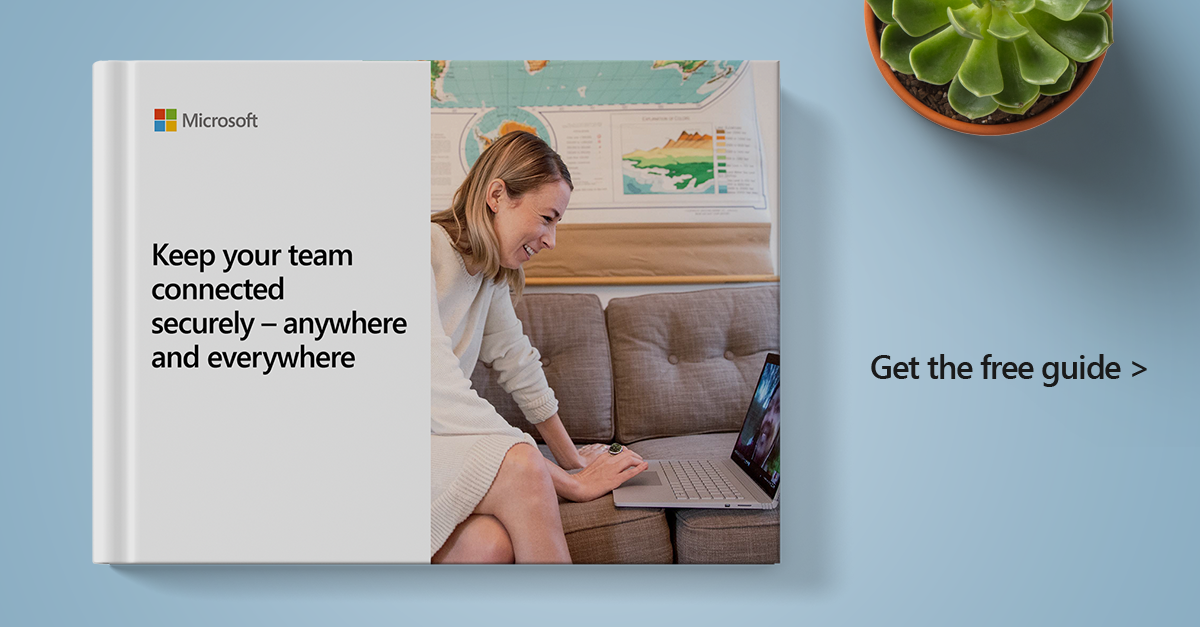 Microsoft
Keep your team
connected
securely – anywhere
and everywhere
Get the free guide >